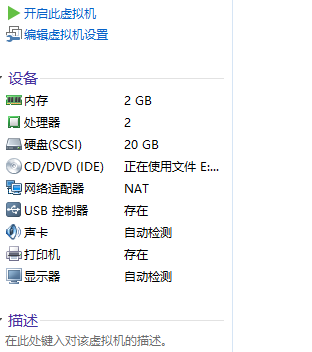 开启此虚拟机
编辑虚拟机设置
设备
内存 2 GB
处理器 2
硬盘(SCSI) 20 GB
CD/DVD (IDE) 正在使用文件 E:...
网络适配器 NAT
USB 控制器 存在
声卡 自动检测
打印机 存在
显示器 自动检测
描述
在此处键入对该虚拟机的描述。